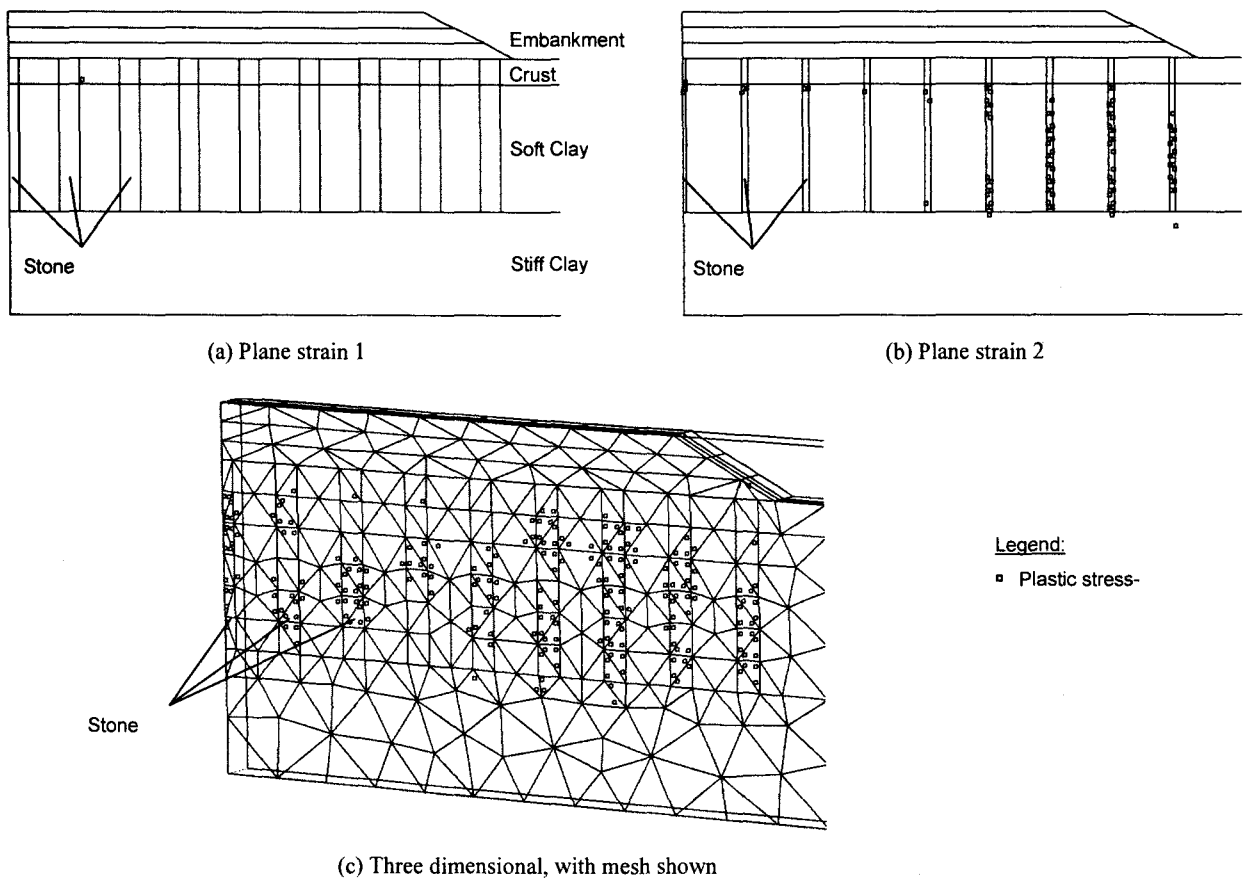 Embankment
Crust
Soft Clay
Stone
Stiff Clay
(a) Plane strain 1
Stone
(b) Plane strain 2
Stone
Legend:
Plastic stress-
(c) Three dimensional, with mesh shown